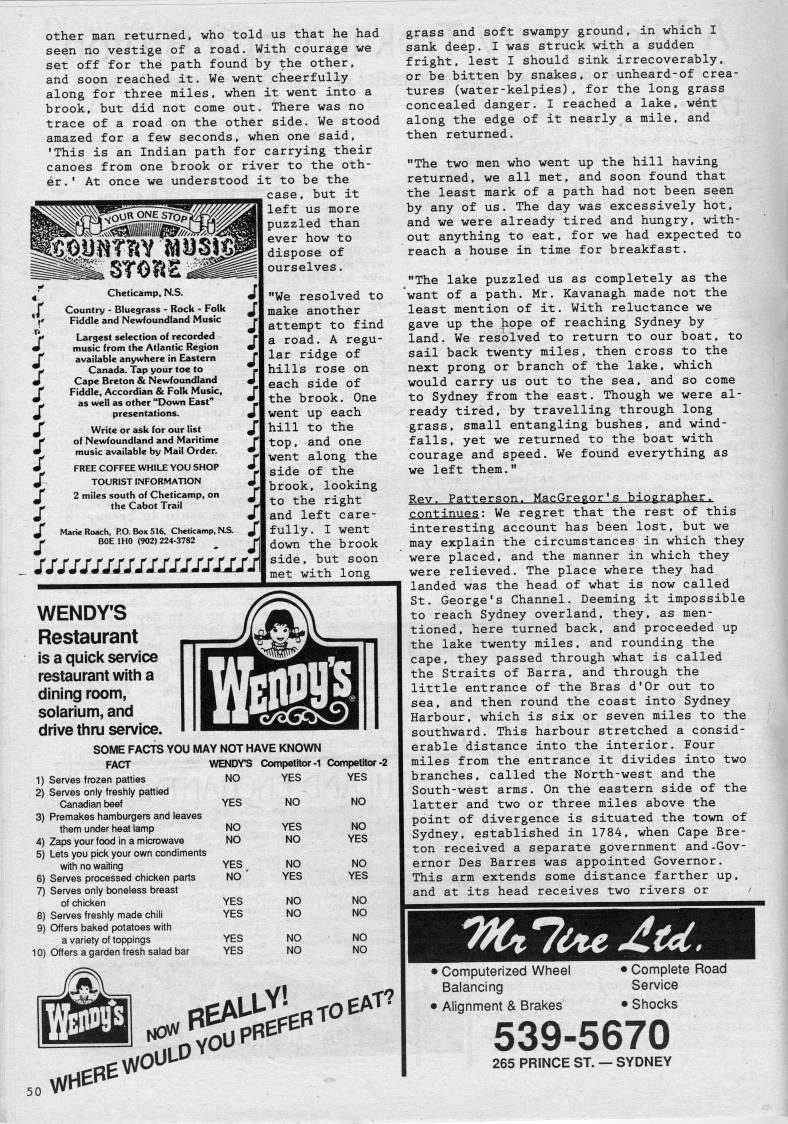 other man returned, who told us that he had
seen no vestige of a road. With courage we
set off for the path found by the other,
and soon reached it. We went cheerfully
along for three miles, when it went into a
brook, but did not come out. There was no
trace of a road on the other side. We stood
amazed for a few seconds, when one said,
'This is an Indian path for carrying their
canoes from one brook or river to the oth-
er.' At once we understood it to be the
case, but it
left us more
puzzled than
ever how to
dispose of
ourselves.
"We resolved to
make another
attempt to find
a road. A regu-
lar ridge of
hills rose on
each side of
the brook. One
went up each
hill to the
top, and one
went along the
side of the
brook, looking
to the right
and left care-
fully. I went
down the brook
side, but soon
met with long
YOUR ONE STOP
COUNTRY MUSIC
STORE
Cheticamp, N.S.
Country - Bluegrass - Rock - Folk
Fiddle and Newfoundland Music
Largest selection of recorded
music from the Atlantic Region
available anywhere in Eastern
Canada. Tap your toe to
Cape Breton & Newfoundland
Fiddle, Accordian & Folk Music,
as well as other "Down East"
presentations.
Write or ask for our list
of Newfoundland and Maritime
music available by Mail Order.
FREE COFFEE WHILE YOU SHOP
TOURIST INFORMATION
2 miles south of Cheticamp, on
the Cabot Trail
Marie Roach, P.O. Box 516, Cheticamp, N.S.
B0E 1H0 (902) 224-3782
WENDY'S
Restaurant
is a quick service
restaurant with a
dining room,
solarium, and
drive thru service.
WENDY'S
SOME FACTS YOU MAY NOT HAVE KNOWN
FACT WENDY'S Competitor -1 Competitor -2
1) Serves frozen patties NO YES YES
2) Serves only freshly pattied
Canadian beef YES NO NO
3) Premakes hamburgers and leaves
them under heat lamp NO YES NO
4) Zaps your food in a microwave NO NO YES
5) Lets you pick your own condiments
with no waiting YES NO NO
6) Serves processed chicken parts NO YES YES
7) Serves only boneless breast
of chicken YES NO NO
8) Serves freshly made chili YES NO NO
9) Offers baked potatoes with
a variety of toppings YES NO NO
10) Offers a garden fresh salad bar YES NO NO
WENDY'S
NOW REALLY!
WHERE WOULD YOU PREFER TO EAT?
50
grass and soft swampy ground, in which I
sank deep. I was struck with a sudden
fright, lest I should sink irrecoverably,
or be bitten by snakes, or unheard-of crea-
tures (water-kelpies), for the long grass
concealed danger. I reached a lake, went
along the edge of it nearly a mile, and
then returned.
"The two men who went up the hill having
returned, we all met, and soon found that
the least mark of a path had not been seen
by any of us. The day was excessively hot,
and we were already tired and hungry, with-
out anything to eat, for we had expected to
reach a house in time for breakfast.
"The lake puzzled us as completely as the
want of a path. Mr. Kavanagh made not the
least mention of it. With reluctance we
gave up the hope of reaching Sydney by
land. We resolved to return to our boat, to
sail back twenty miles, then cross to the
next prong or branch of the lake, which
would carry us out to the sea, and so come
to Sydney from the east. Though we were al-
ready tired, by travelling through long
grass, small entangling bushes, and wind-
falls, yet we returned to the boat with
courage and speed. We found everything as
we left them."
Rev. Patterson, MacGregor's biographer,
continues: We regret that the rest of this
interesting account has been lost, but we
may explain the circumstances in which they
were placed, and the manner in which they
were relieved. The place where they had
landed was the head of what is now called
St. George's Channel. Deeming it impossible
to reach Sydney overland, they, as men-
tioned, here turned back, and proceeded up
the lake twenty miles, and rounding the
cape, they passed through what is called
the Straits of Barra, and through the
little entrance of the Bras d'Or out to
sea, and then round the coast into Sydney
Harbour, which is six or seven miles to the
southward. This harbour stretched a consid-
erable distance into the interior. Four
miles from the entrance it divides into two
branches, called the North-west and the
South-west arms. On the eastern side of the
latter and two or three miles above the
point of divergence is situated the town of
Sydney, established in 1784, when Cape Bre-
ton received a separate government and Gov-
ernor Des Barres was appointed Governor.
This arm extends some distance farther up,
and at its head receives two rivers or
Mr Tire Ltd.
• Computerized Wheel
Balancing
• Alignment & Brakes
• Complete Road
Service
• Shocks
539-5670
265 PRINCE ST. — SYDNEY